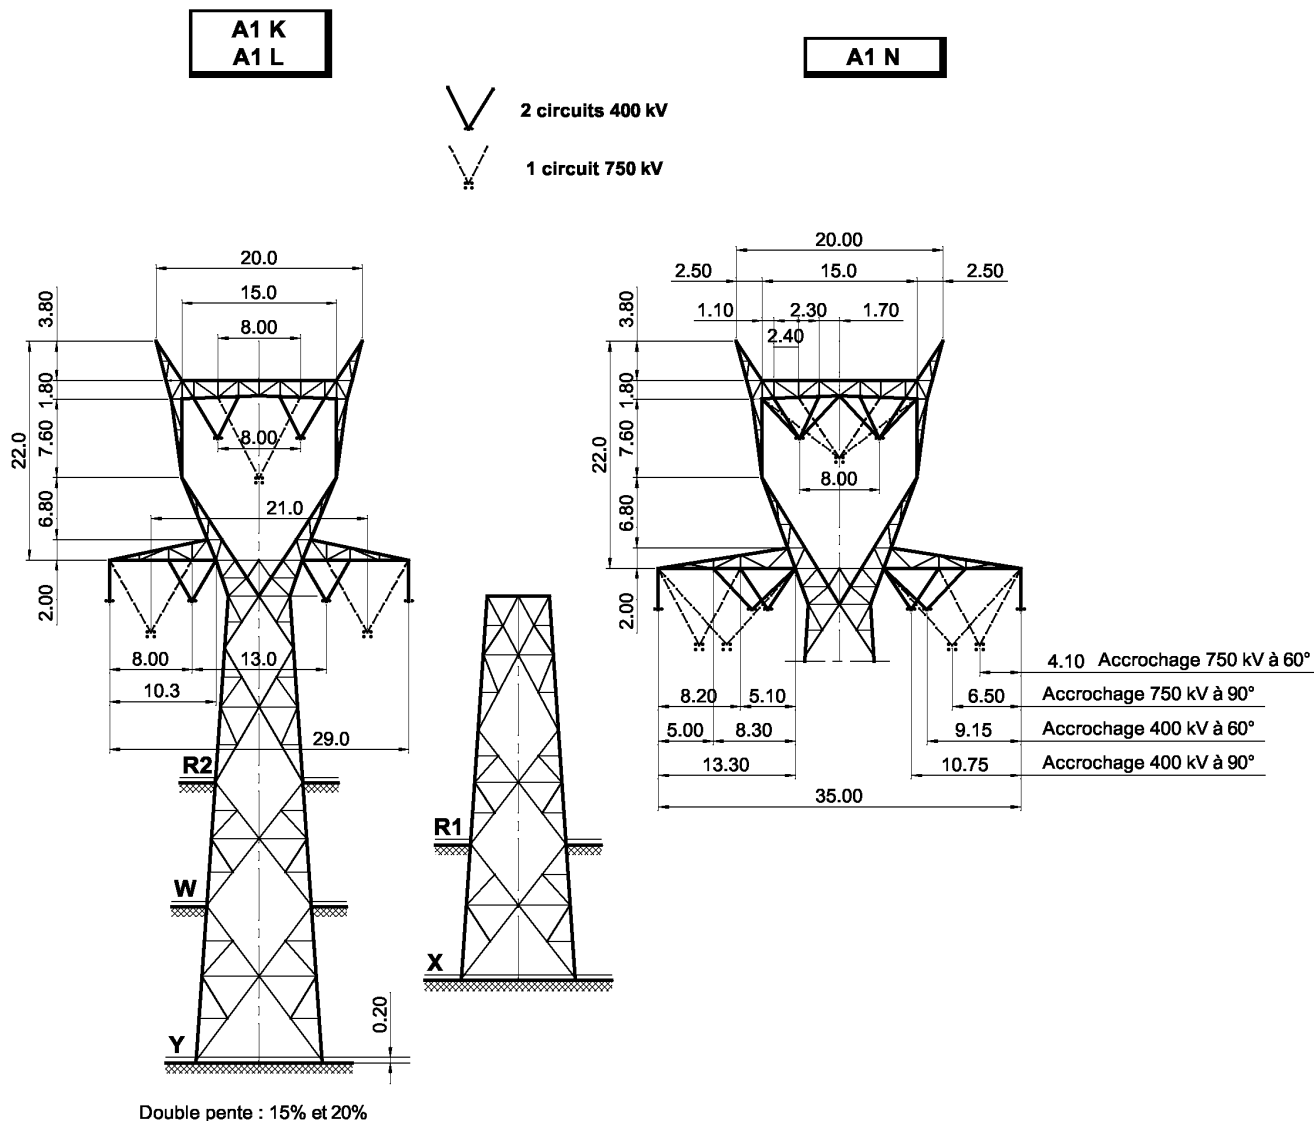 A1 K
A1 L
A1 N
2 circuits 400 kV
1 circuit 750 kV
20.0
15.0
8.00
3.80
1.80
7.60
22.0
8.00
6.80
21.0
2.00
8.00
13.0
10.3
29.0
R2
W
Y
0.20
Double pente : 15% et 20%
R1
X
20.00
2.50
15.0
2.50
1.10
2.30
1.70
2.40
3.80
1.80
7.60
22.0
8.00
6.80
2.00
4.10 Accrochage 750 kV à 60°
8.20
5.10
6.50 Accrochage 750 kV à 90°
5.00
8.30
9.15 Accrochage 400 kV à 60°
13.30
10.75 Accrochage 400 kV à 90°
35.00